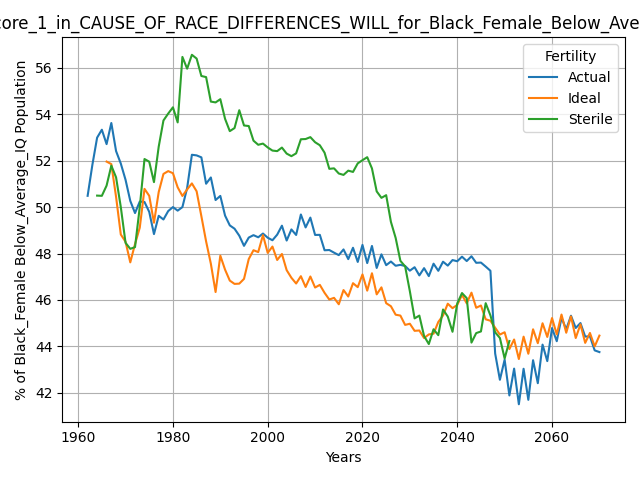 core_1_in_CAUSE_OF_RACE_DIFFERENCES_WILL_for_Black_Female_Below_Ave
Fertility
Actual
Ideal
Sterile
% of Black_Female Below_Average_IQ Population
56
54
52
50
48
46
44
42
1960
1980
2000
2020
2040
2060
Years